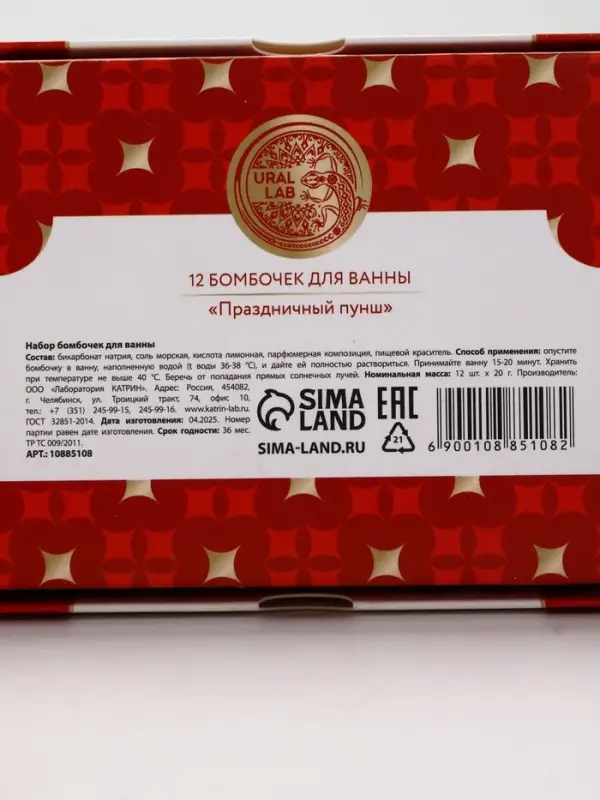 URAL
LAB
12 БОМБОЧЕК ДЛЯ ВАННЫ
«Праздничный пунш»
Набор бомбочек для ванны
Состав: бикарбонат натрия, соль морская, кислота лимонная, парфюмерная композиция, пищевой краситель. Способ применения: опустите
бомбочку в ванну, наполненную водой (t воды 36-38 °C), и дайте ей полностью раствориться. Принимайте ванну 15-20 минут. Хранить
при температуре не выше 40 °C. Беречь от попадания прямых солнечных лучей. Номинальная масса: 12 шт. х 20 г. Производитель:
ООО «Лаборатория КАТРИН». Адрес: Россия, 454082,
г. Челябинск, ул. Троицкий тракт, 74, офис 10,
тел.: +7 (351) 245-99-15, 245-99-16. www.katrin-lab.ru.
ГОСТ 32851-2014. Дата изготовления: 04.2025. Номер
партии равен дате изготовления. Срок годности: 36 мес.
ТР ТС 009/2011.
АРТ.: 10885108
SIMA
LAND
SIMA-LAND.RU
EAC
21
6 900108 851082